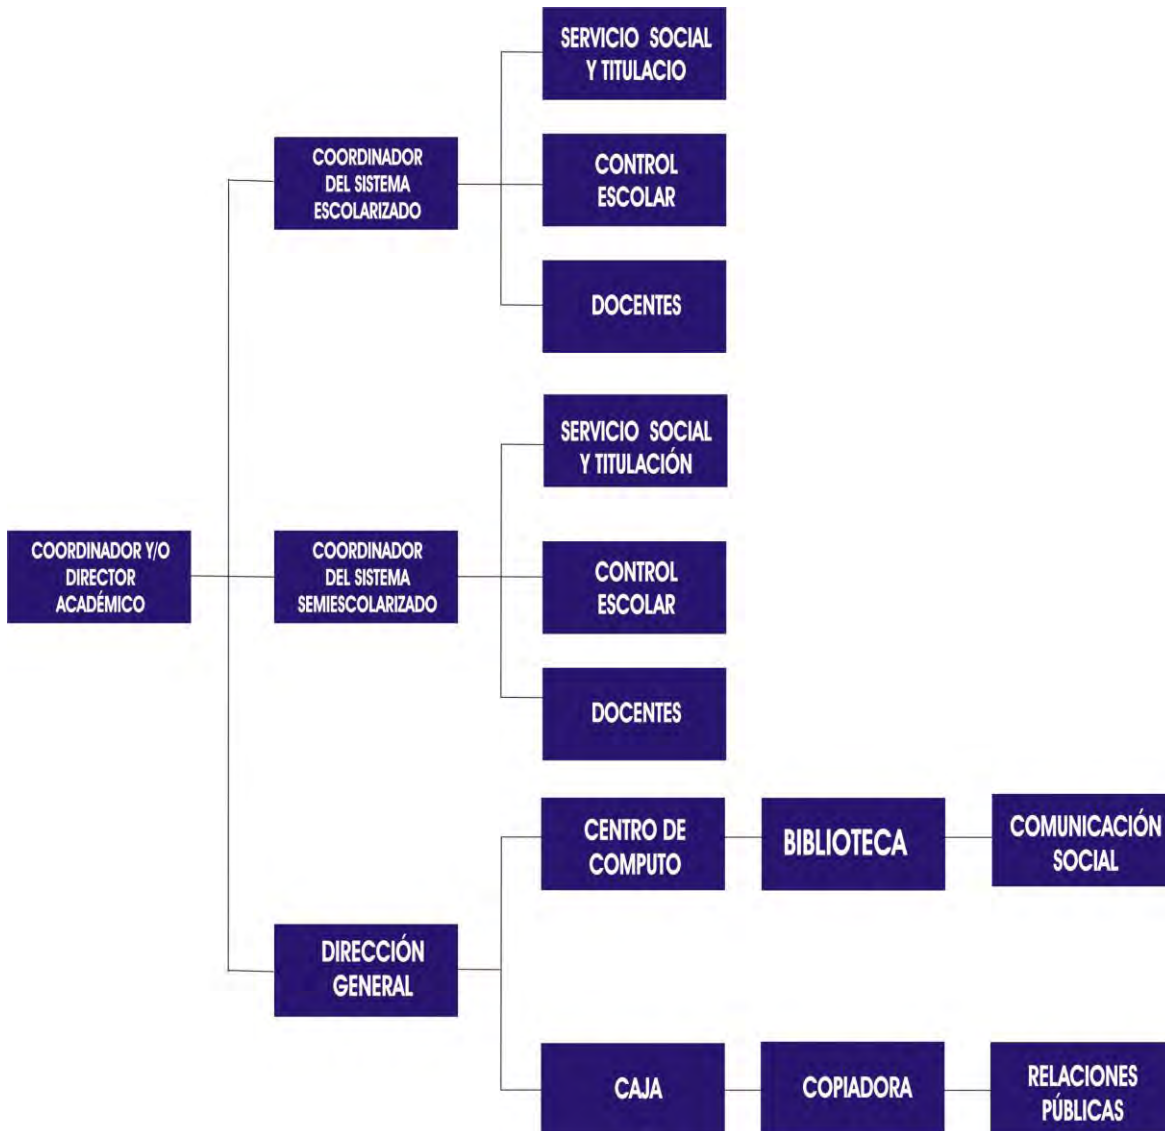 SERVICIO SOCIAL
Y TITULACIO
COORDINADOR
DEL SISTEMA
ESCOLARIZADO
CONTROL
ESCOLAR
DOCENTES
SERVICIO SOCIAL
Y TITULACIÓN
COORDINADOR Y/O
DIRECTOR
ACADÉMICO
COORDINADOR
DEL SISTEMA
SEMIESCOLARIZADO
CONTROL
ESCOLAR
DOCENTES
CENTRO DE
COMPUTO
BIBLIOTECA
COMUNICACIÓN
SOCIAL
DIRECCIÓN
GENERAL
CAJA
COPIADORA
RELACIONES
PÚBLICAS